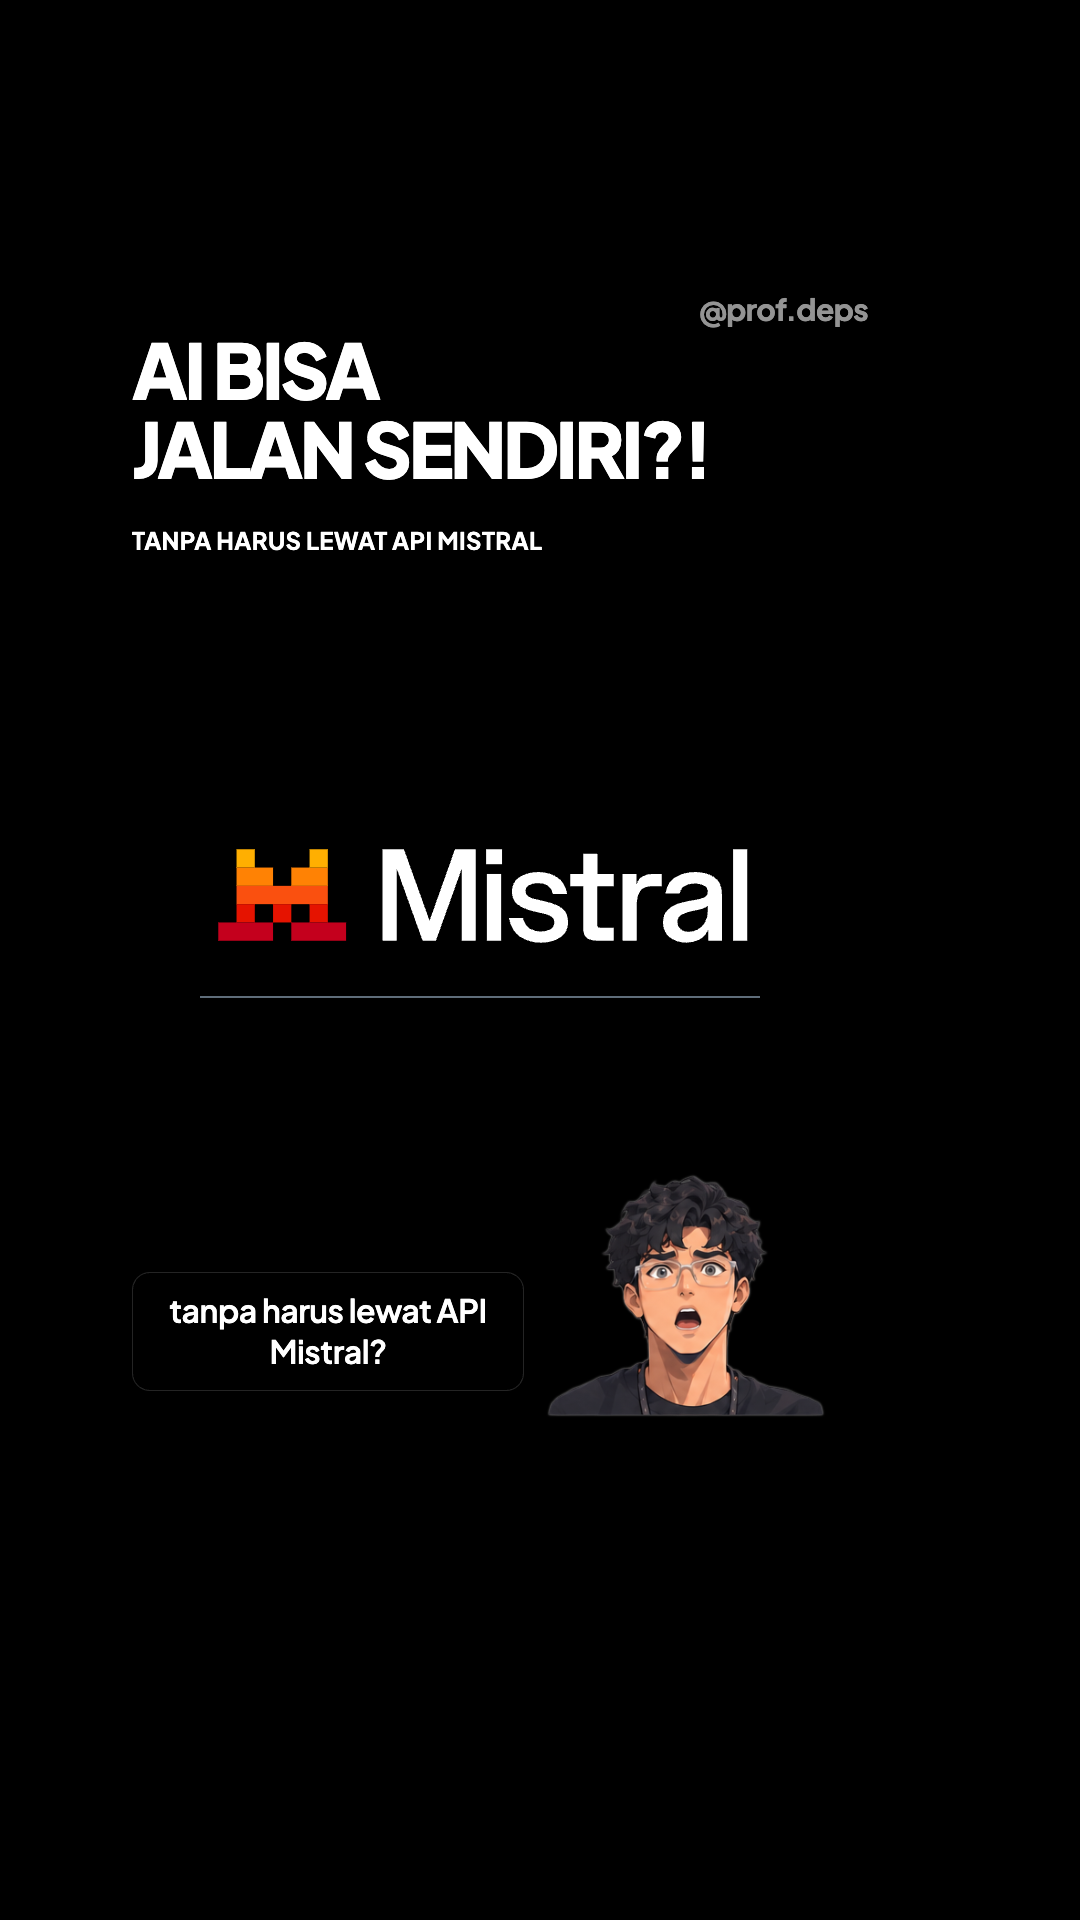 @prof.deps
AI BISA
JALAN SENDIRI?!
TANPA HARUS LEWAT API MISTRAL
Mistral
tanpa harus lewat API
Mistral?